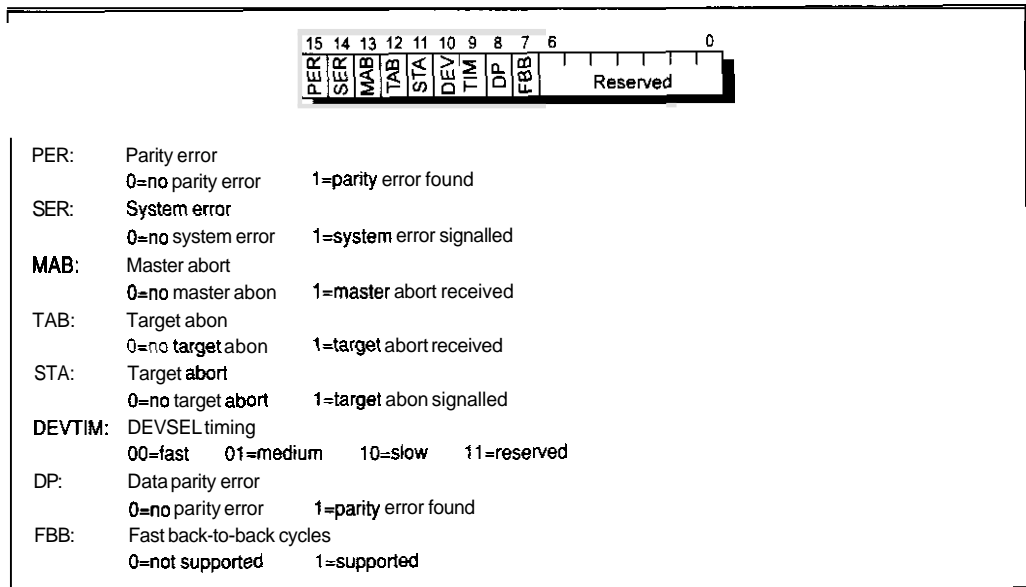 15 14 13 12 11 10 9 8 7 6 0
PER SER MAB TAB STA DEV TIM DP FBB Reserved
PER: Parity error
0=no parity error 1=parity error found
SER: System error
0=no system error 1=system error signalled
MAB: Master abort
0=no master abon 1=master abort received
TAB: Target abon
0=no target abon 1=target abort received
STA: Target abort
0=no target abort 1=target abon signalled
DEVTIM: DEVSEL timing
00=fast 01=medium 10=slow 11=reserved
DP: Data parity error
0=no parity error 1=parity error found
FBB: Fast back-to-back cycles
0=not supported 1=supported